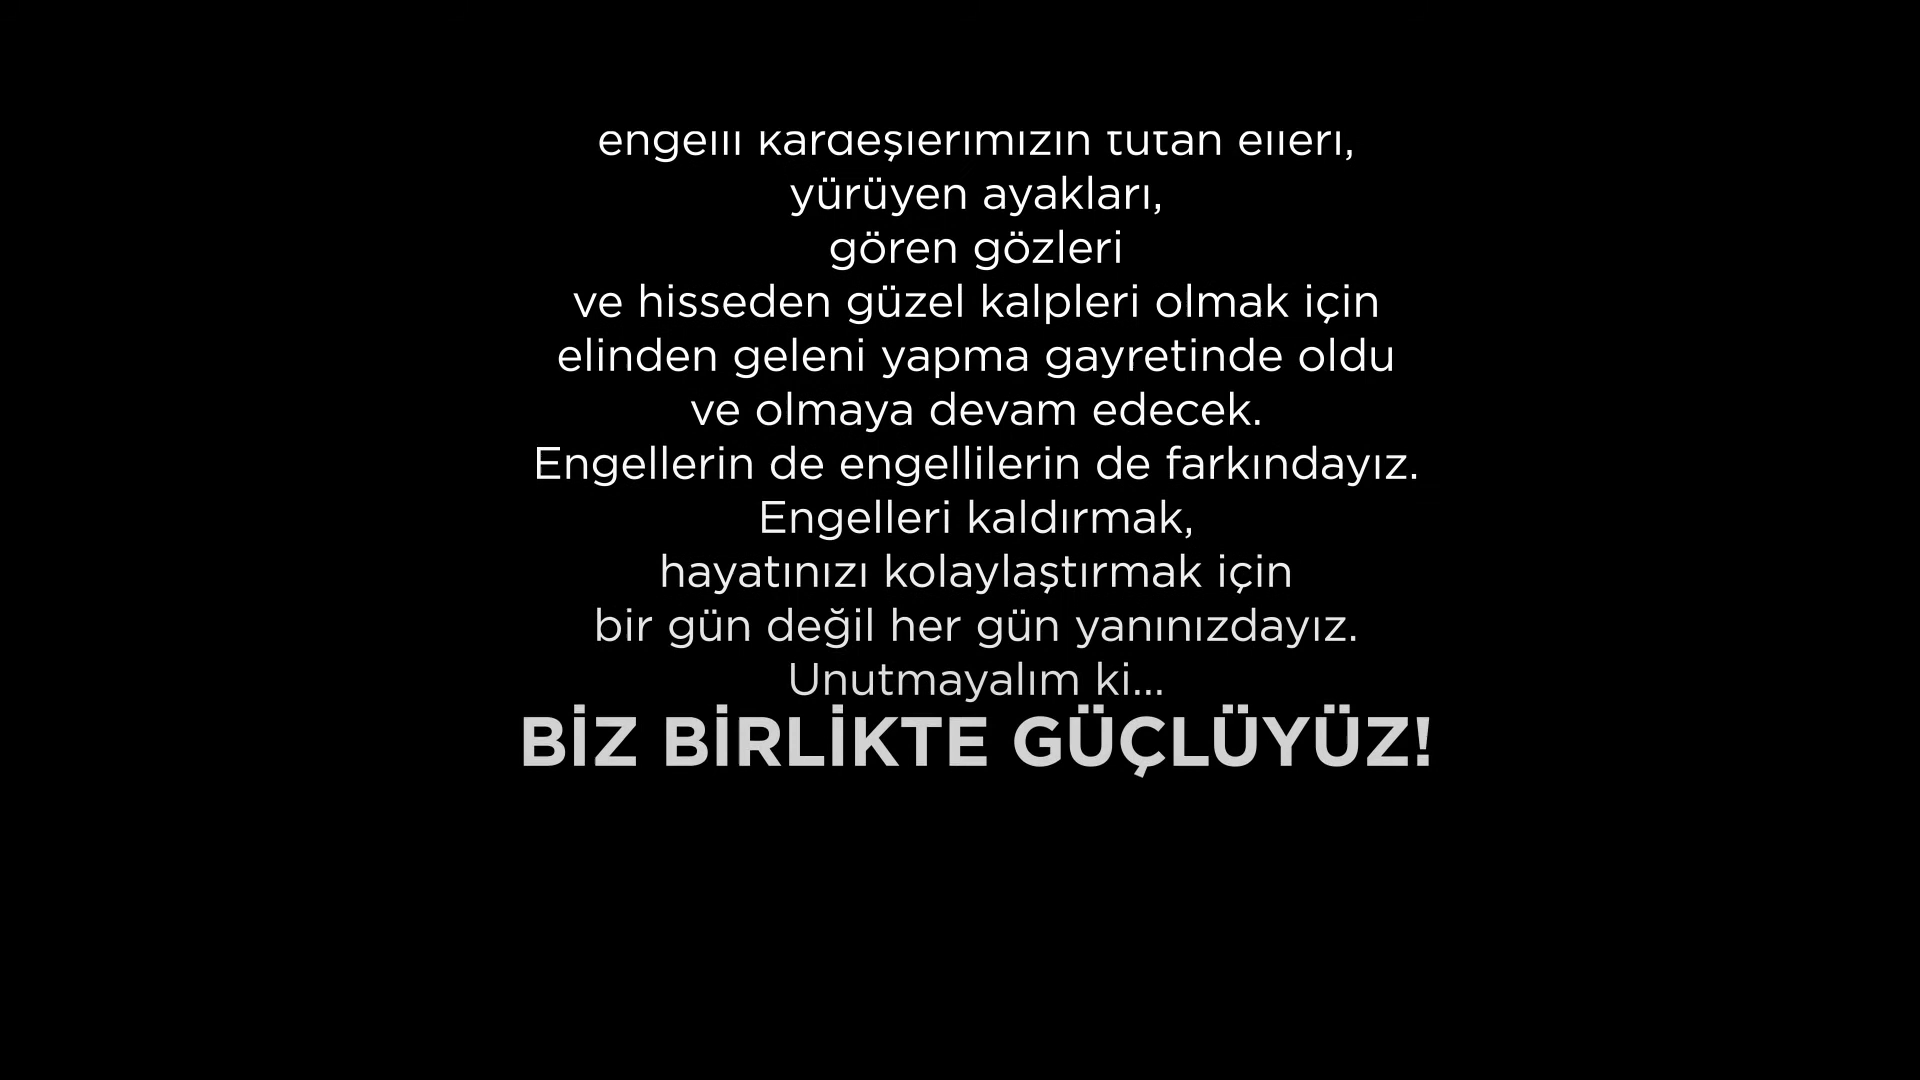 engelli kardeşlerimizin tutan elleri,
yürüyen ayakları,
gören gözleri
ve hisseden güzel kalpleri olmak için
elinden geleni yapma gayretinde oldu
ve olmaya devam edecek.
Engellerin de engellilerin de farkındayız.
Engelleri kaldırmak,
hayatınızı kolaylaştırmak için
bir gün değil her gün yanınızdayız.
Unutmayalım ki...
BİZ BİRLİKTE GÜÇLÜYÜZ!